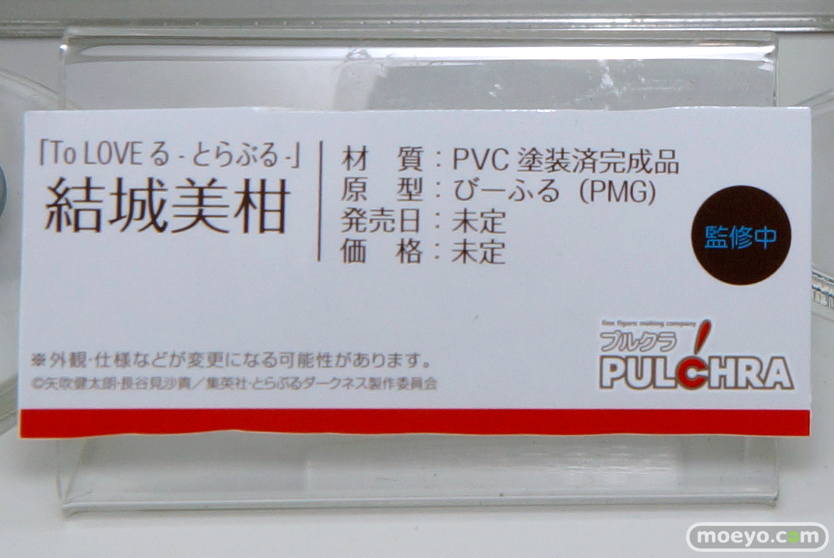 「To LOVEる -とらぶる-」
結城美柑
材　質：PVC 塗装済完成品
原　型：びーふる（PMG)
発売日：未定
価　格：未定
監修中
※外観・仕様などが変更になる可能性があります。
©矢吹健太朗・長谷見沙貴／集英社・とらぶるダークネス製作委員会
fine figure making company
プルクラ
PULCHRA
moeyo.com